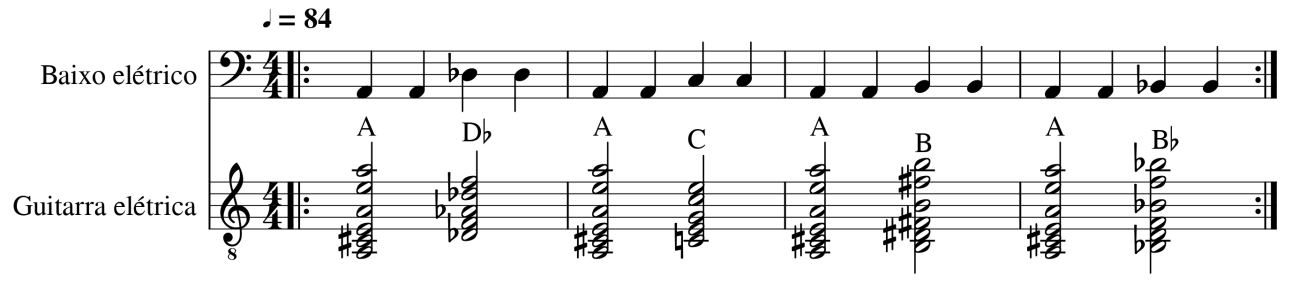 ♩ = 84
Baixo elétrico
A D♭ A C A B A B♭
Guitarra elétrica
8